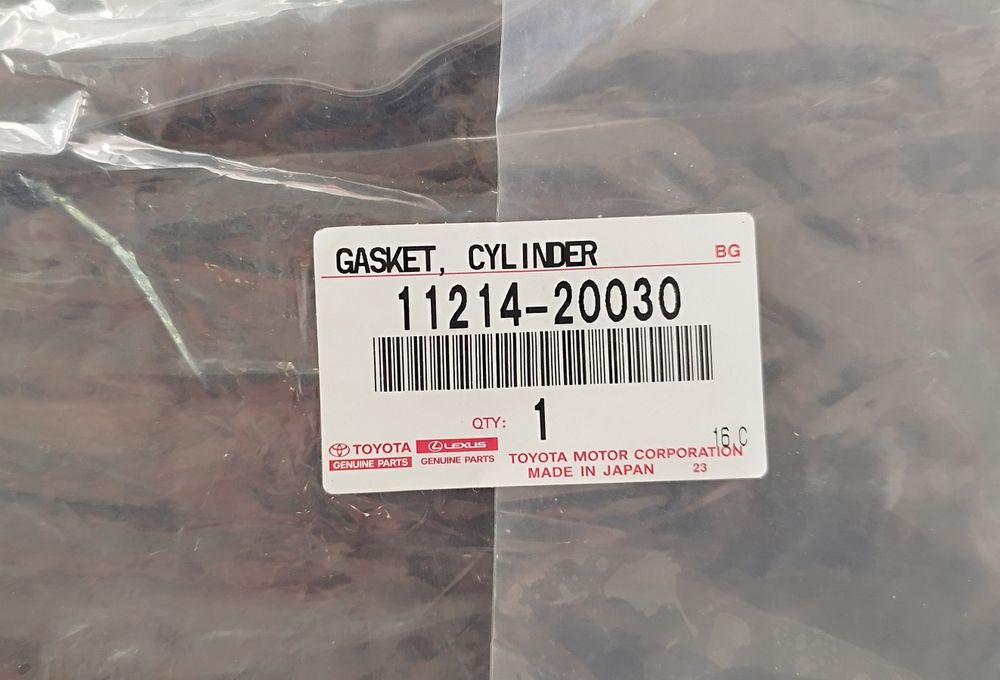 GASKET, CYLINDER BG
11214-20030
QTY: 1
16.C
TOYOTA LEXUS
GENUINE PARTS GENUINE PARTS
TOYOTA MOTOR CORPORATION
MADE IN JAPAN 23